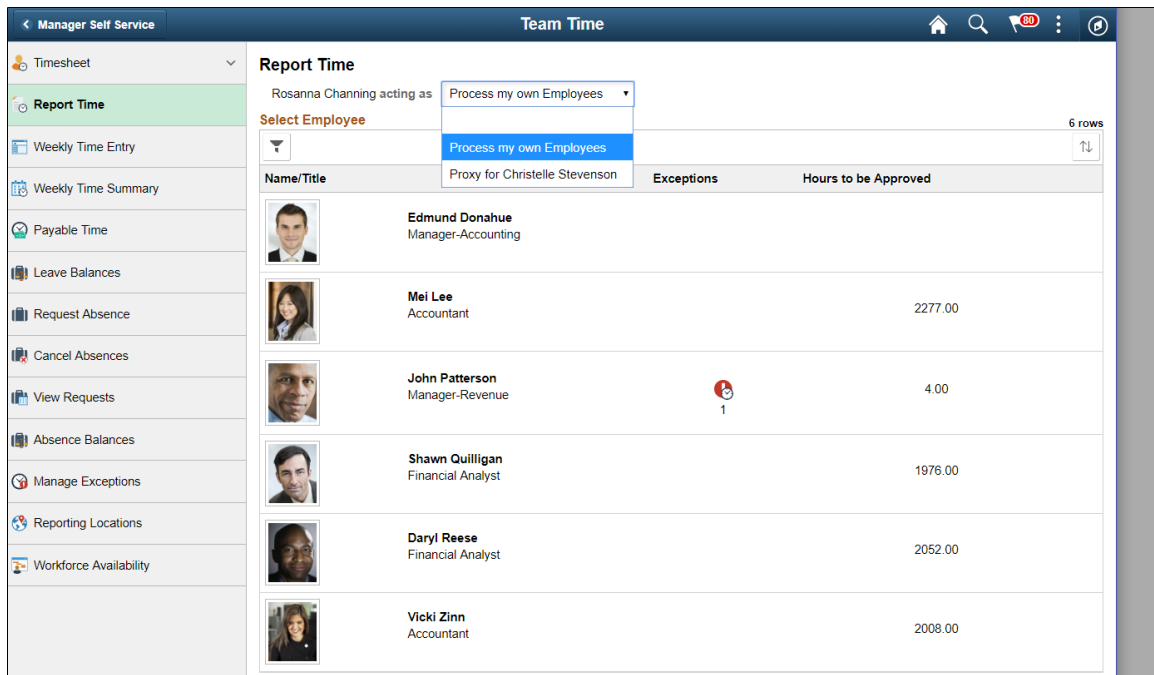 Manager Self Service
Team Time
80
Timesheet
Report Time
Weekly Time Entry
Weekly Time Summary
Payable Time
Leave Balances
Request Absence
Cancel Absences
View Requests
Absence Balances
Manage Exceptions
Reporting Locations
Workforce Availability
Report Time
Rosanna Channing acting as Process my own Employees
Process my own Employees
Proxy for Christelle Stevenson
Select Employee
6 rows
Name/Title Exceptions Hours to be Approved
Edmund Donahue
Manager-Accounting
Mei Lee
Accountant
2277.00
John Patterson
Manager-Revenue
1
4.00
Shawn Quilligan
Financial Analyst
1976.00
Daryl Reese
Financial Analyst
2052.00
Vicki Zinn
Accountant
2008.00